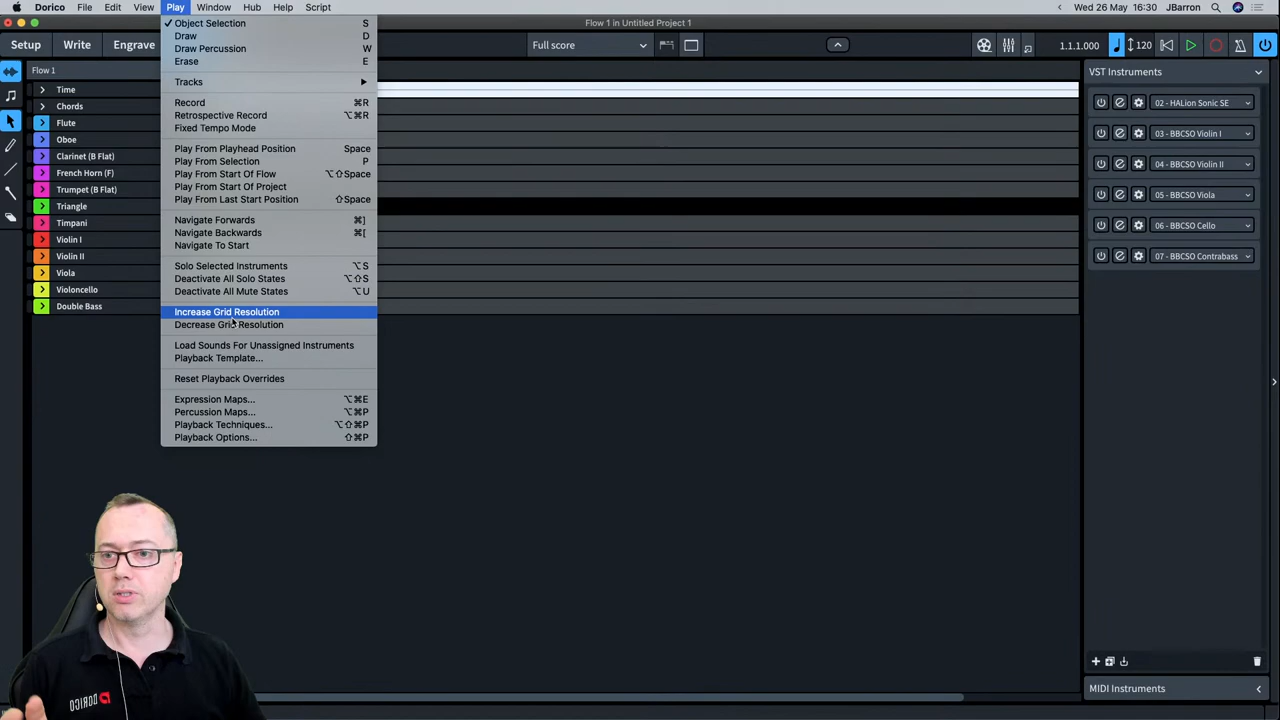 Dorico File Edit View Play Window Hub Help Script Wed 26 May 16:30 JBarron
Flow 1 in Untitled Project 1
Setup Write Engrave Full score 1.1.1.000 120
Flow 1
Time
Chords
Flute
Oboe
Clarinet (B Flat)
French Horn (F)
Trumpet (B Flat)
Triangle
Timpani
Violin I
Violin II
Viola
Violoncello
Double Bass
✓ Object Selection S
Draw D
Draw Percussion W
Erase E
Tracks
Record ⌘R
Retrospective Record ⌥⌘R
Fixed Tempo Mode
Play From Playhead Position Space
Play From Selection P
Play From Start Of Flow ⌥⇧Space
Play From Start Of Project
Play From Last Start Position ⇧Space
Navigate Forwards ⌘]
Navigate Backwards ⌘[
Navigate To Start
Solo Selected Instruments ⌥S
Deactivate All Solo States ⌥⇧S
Deactivate All Mute States ⌥U
Increase Grid Resolution
Decrease Grid Resolution
Load Sounds For Unassigned Instruments
Playback Template...
Reset Playback Overrides
Expression Maps... ⌥⌘E
Percussion Maps... ⌥⌘P
Playback Techniques... ⌥⇧⌘P
Playback Options... ⇧⌘P
VST Instruments
02 - HALion Sonic SE
03 - BBCSO Violin I
04 - BBCSO Violin II
05 - BBCSO Viola
06 - BBCSO Cello
07 - BBCSO Contrabass
MIDI Instruments
DORICO